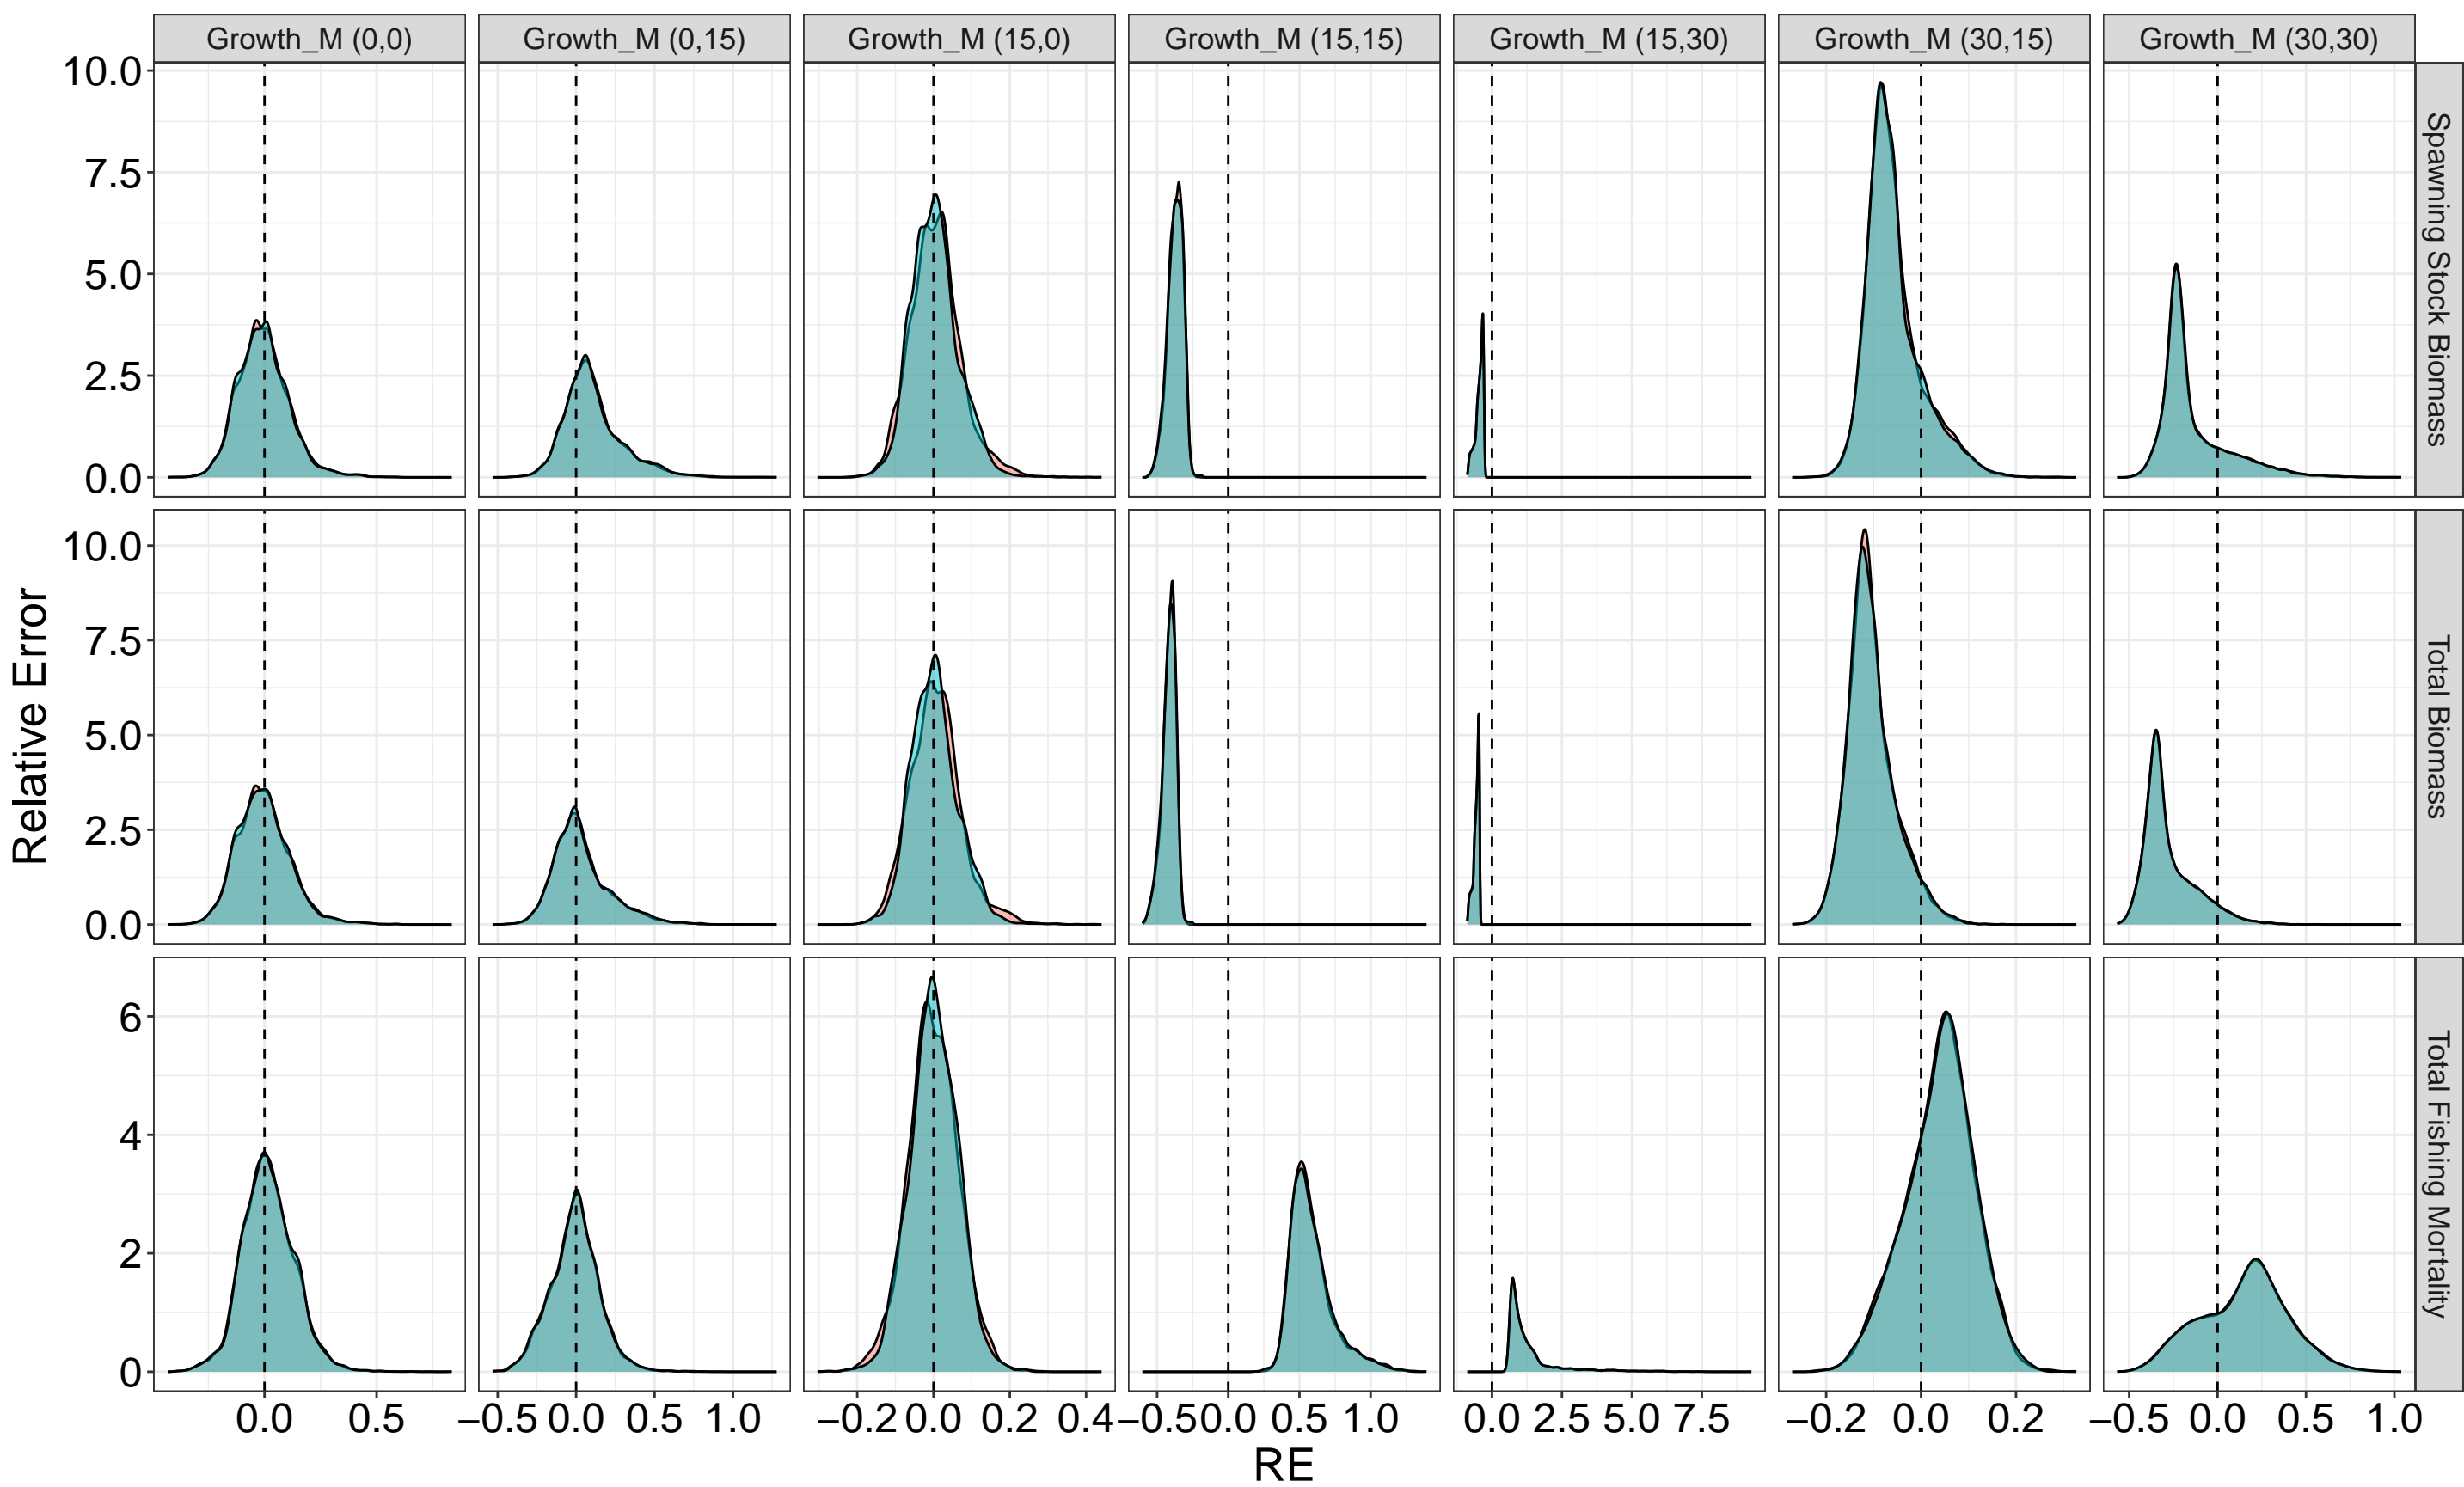 Growth_M (0,0) Growth_M (0,15) Growth_M (15,0) Growth_M (15,15) Growth_M (15,30) Growth_M (30,15) Growth_M (30,30)
10.0
7.5
5.0
2.5
0.0
Spawning Stock Biomass
10.0
7.5
5.0
2.5
0.0
Total Biomass
Relative Error
6
4
2
0
Total Fishing Mortality
0.0 0.5 −0.5 0.0 0.5 1.0 −0.2 0.0 0.2 0.4 −0.5 0.0 0.5 1.0 0.0 2.5 5.0 7.5 −0.2 0.0 0.2 −0.5 0.0 0.5 1.0
RE